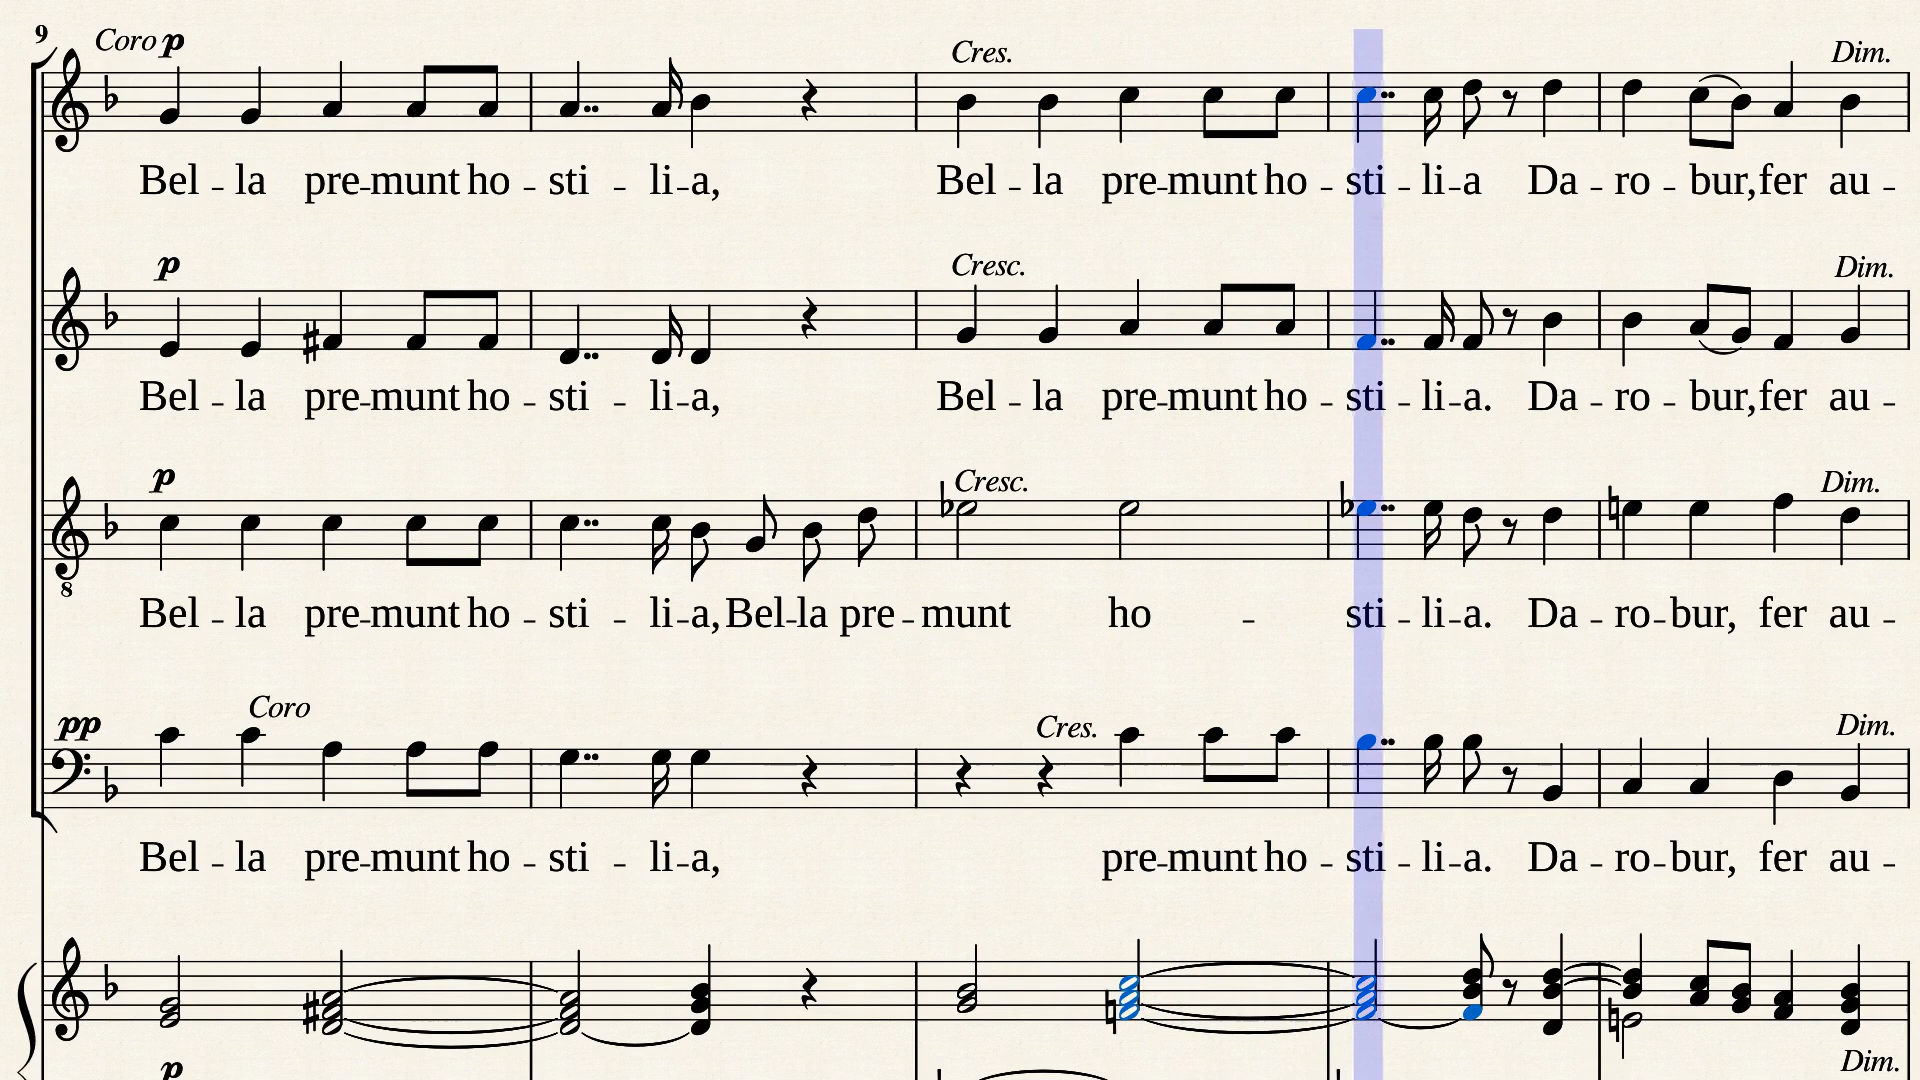 9
Coro p
Cres.
Dim.
Bel - la pre-munt ho - sti - li-a, Bel - la pre-munt ho - sti - li-a Da - ro - bur, fer au -
p
Cresc.
Dim.
Bel - la pre-munt ho - sti - li-a, Bel - la pre-munt ho - sti - li-a. Da - ro - bur, fer au -
p
Cresc.
Dim.
8
Bel - la pre-munt ho - sti - li-a, Bel-la pre-munt ho - sti - li-a. Da - ro-bur, fer au -
pp
Coro
Cres.
Dim.
Bel - la pre-munt ho - sti - li-a, pre-munt ho - sti - li-a. Da - ro-bur, fer au -
p
Dim.